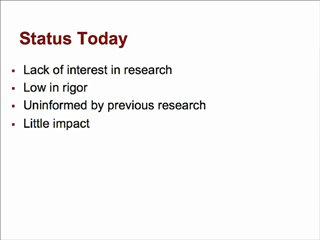 Status Today
Lack of interest in research
Low in rigor
Uninformed by previous research
Little impact